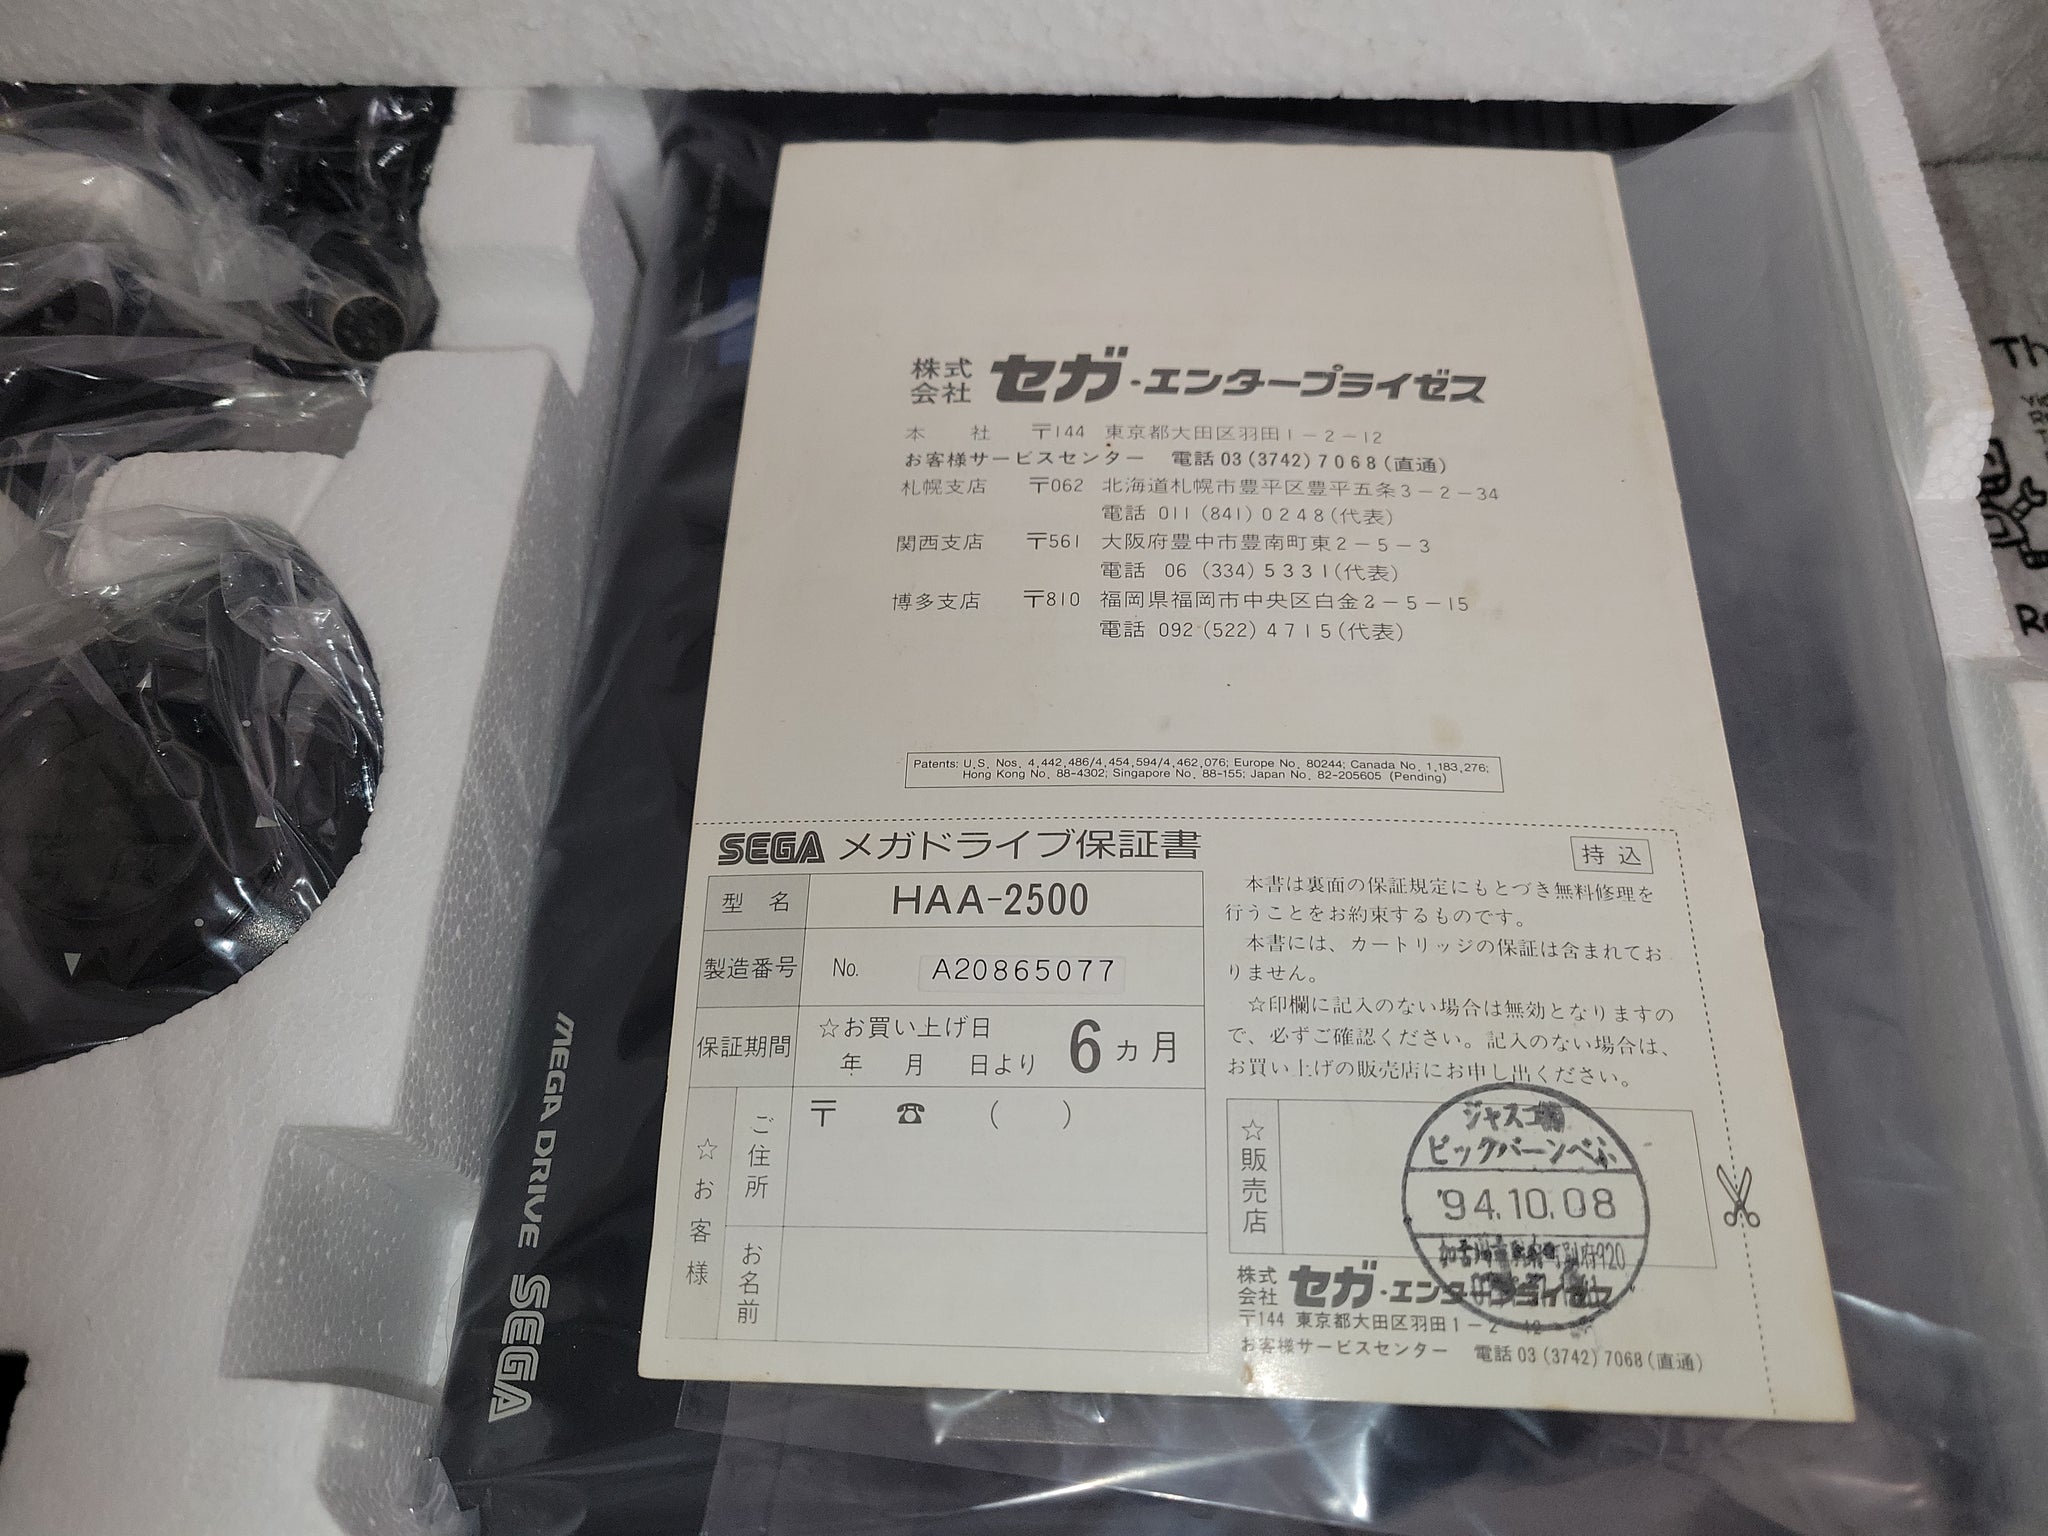 株式会社 セガ・エンタープライゼス
本 社 〒144 東京都大田区羽田1-2-12
お客様サービスセンター 電話03(3742)7068(直通)
札幌支店 〒062 北海道札幌市豊平区豊平五条3-2-34
電話 011(841)0248(代表)
関西支店 〒561 大阪府豊中市豊南町東2-5-3
電話 06(334)5331(代表)
博多支店 〒810 福岡県福岡市中央区白金2-5-15
電話 092(522)4715(代表)
Patents: U.S. Nos. 4,442,486/4,454,594/4,462,076; Europe No. 80244; Canada No. 1,183,276;
Hong Kong No. 88-4302; Singapore No. 88-155; Japan No. 82-205605 (Pending)
SEGA メガドライブ保証書
持込
型 名 HAA-2500
製造番号 No. A20865077
保証期間 ☆お買い上げ日
年 月 日より 6ヵ月
☆お客様
ご住所 〒 ☎ ( )
お名前
本書は裏面の保証規定にもとづき無料修理を
行うことをお約束するものです。
本書には、カートリッジの保証は含まれてお
りません。
☆印欄に記入のない場合は無効となりますの
で、必ずご確認ください。記入のない場合は、
お買い上げの販売店にお申し出ください。
☆販売店
ジャスコ
ビックバーンべふ
'94.10.08
町別府920
株式会社 セガ・エンタープライゼス
〒144 東京都大田区羽田1-2-12
お客様サービスセンター 電話03(3742)7068(直通)
MEGA DRIVE SEGA
Th